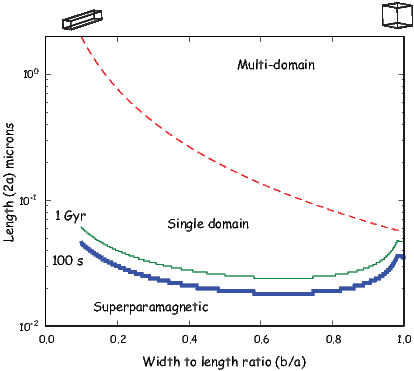 Multi-domain
10⁰
Length (2a) microns
10⁻¹
1 Gyr
Single domain
100 s
Superparamagnetic
10⁻²
0.0 0.2 0.4 0.6 0.8 1.0
Width to length ratio (b/a)